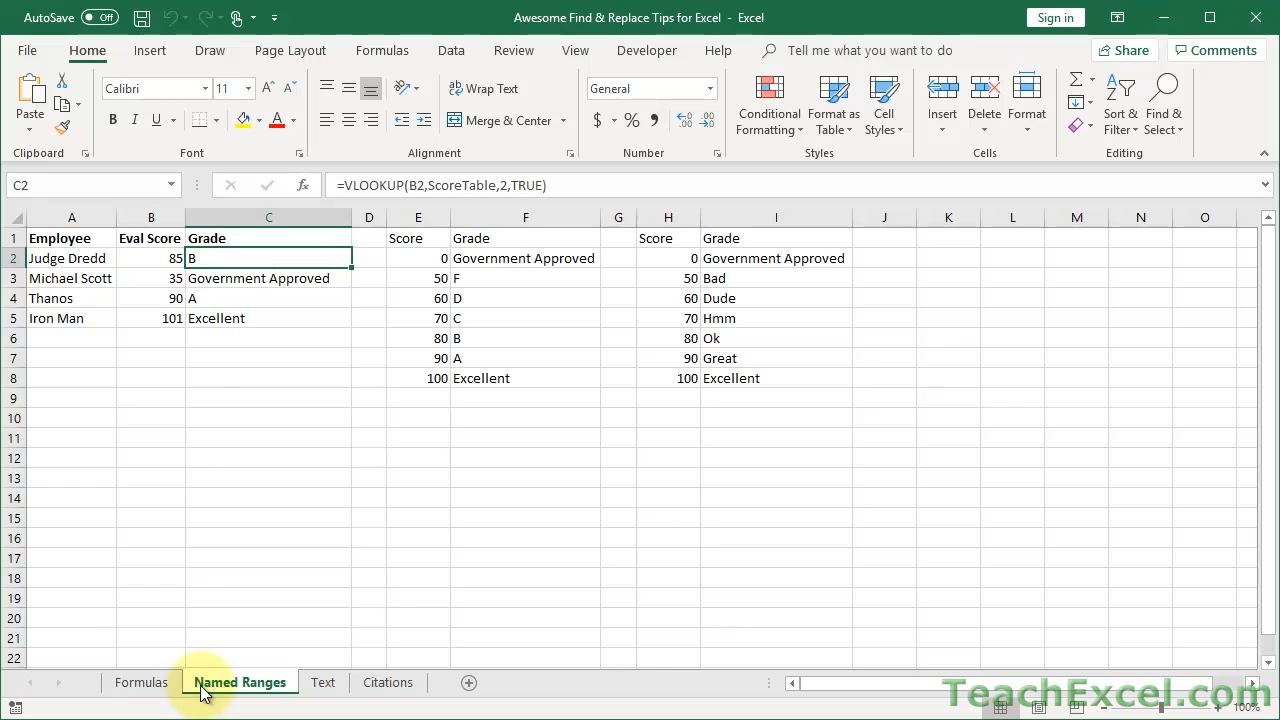 AutoSave Off Awesome Find & Replace Tips for Excel - Excel Sign in
File Home Insert Draw Page Layout Formulas Data Review View Developer Help Tell me what you want to do Share Comments
Calibri 11 A A ab Wrap Text General
Paste B I U A Merge & Center $ % Conditional Formatting Format as Table Cell Styles Insert Delete Format Sort & Filter Find & Select
Clipboard Font Alignment Number Styles Cells Editing
C2 fx =VLOOKUP(B2,ScoreTable,2,TRUE)
A B C D E F G H I J K L M N O
1 Employee Eval Score Grade Score Grade Score Grade
2 Judge Dredd 85 B 0 Government Approved 0 Government Approved
3 Michael Scott 35 Government Approved 50 F 50 Bad
4 Thanos 90 A 60 D 60 Dude
5 Iron Man 101 Excellent 70 C 70 Hmm
6 80 B 80 Ok
7 90 A 90 Great
8 100 Excellent 100 Excellent
9
10
11
12
13
14
15
16
17
18
19
20
21
22
Formulas Named Ranges Text Citations
TeachExcel.com
100%